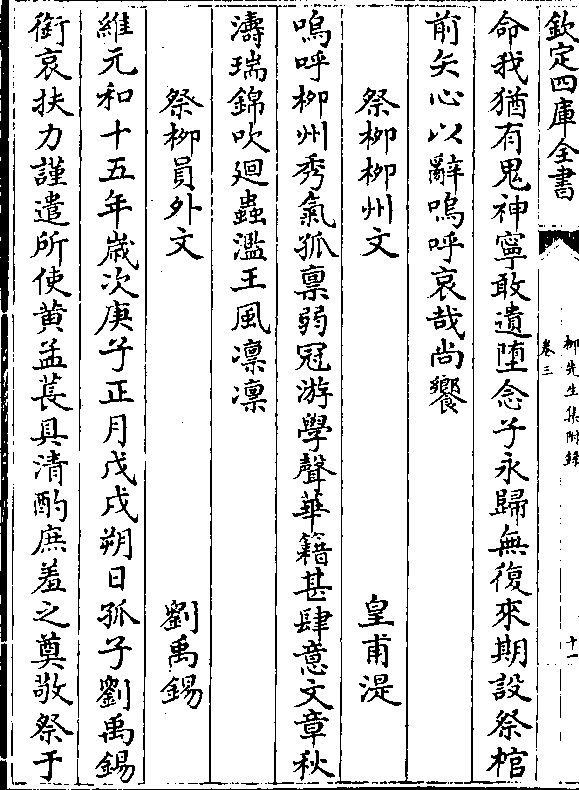 欽定四庫全書
柳先生集附録
卷三
十一
命我猶有鬼神寧敢遺堕念子永歸無復來期設祭棺
前矢心以辭嗚呼哀哉尚饗
祭柳柳州文 皇甫湜
嗚呼柳州秀氣孤禀弱冠游學聲華籍甚肆意文章秋
濤瑞錦吹廻蟲濫王風凛凛
祭柳員外文 劉禹錫
維元和十五年嵗次庚子正月戊戌朔日孤子劉禹錫
銜哀扶力謹遣所使黄孟萇具清酌庶羞之奠敬祭于